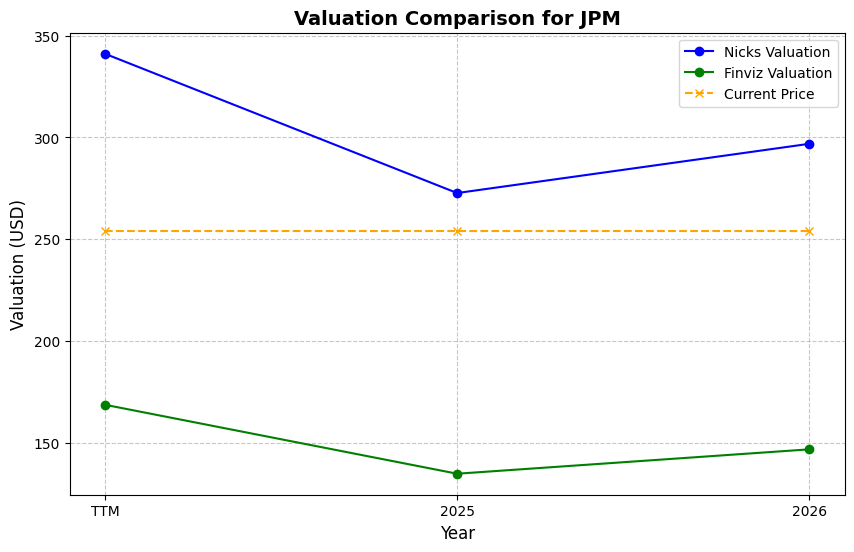 Valuation Comparison for JPM
Nicks Valuation
Finviz Valuation
Current Price
Valuation (USD)
350
300
250
200
150
TTM
2025
2026
Year